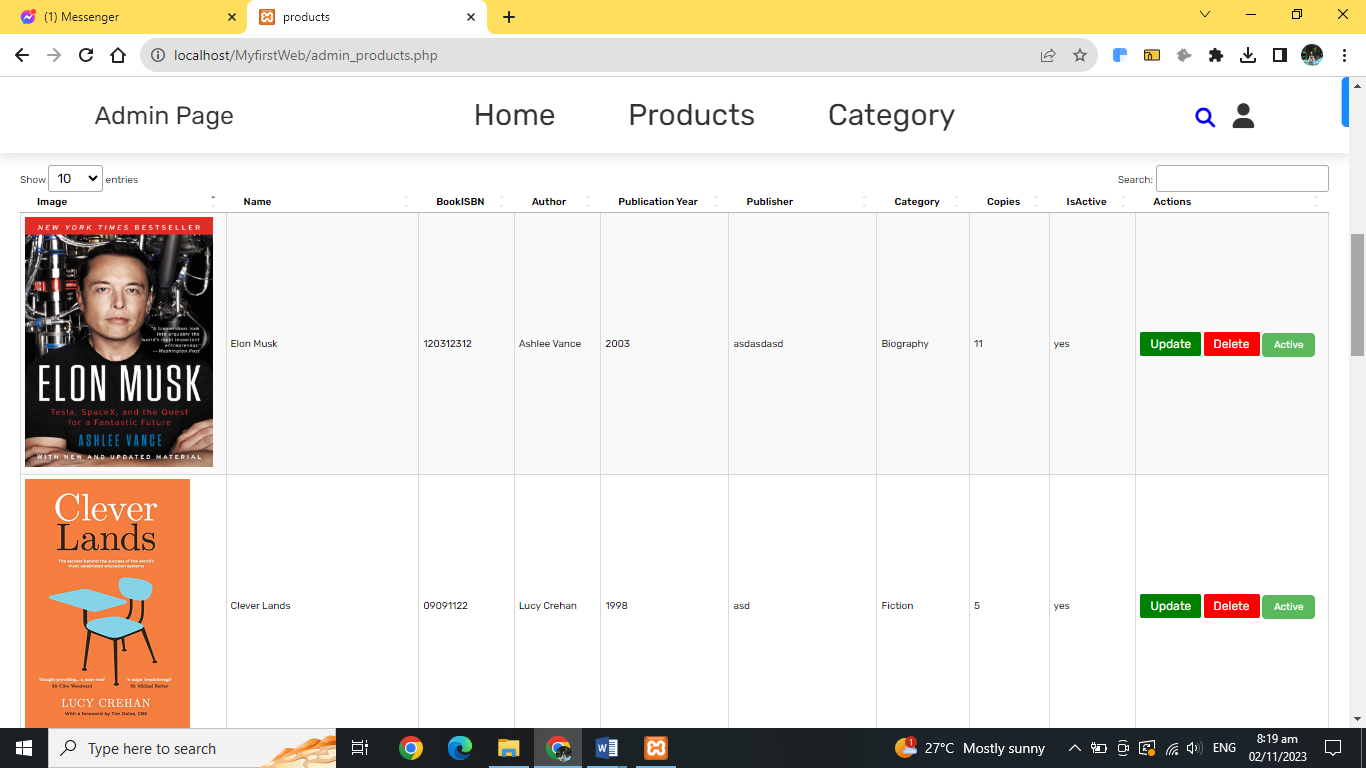 (1) Messenger
products
localhost/MyfirstWeb/admin_products.php
Admin Page
Home
Products
Category
Show 10 entries
Search:
Image Name BookISBN Author Publication Year Publisher Category Copies IsActive Actions
NEW YORK TIMES BESTSELLER
"A tremendous look
into arguably the
world's most important
entrepreneur."
—Washington Post
ELON MUSK
Tesla, SpaceX, and the Quest
for a Fantastic Future
ASHLEE VANCE
WITH NEW AND UPDATED MATERIAL
Elon Musk 120312312 Ashlee Vance 2003 asdasdasd Biography 11 yes Update Delete Active
Clever
Lands
The secrets behind the success of the world's
most celebrated education systems
'thought-provoking... a must-read'
Sir Clive Woodward
'a major breakthrough'
Sir Michael Barber
LUCY CREHAN
With a foreword by Tim Oates, CBE
Clever Lands 09091122 Lucy Crehan 1998 asd Fiction 5 yes Update Delete Active
Type here to search
1
27°C Mostly sunny
ENG
8:19 am
02/11/2023